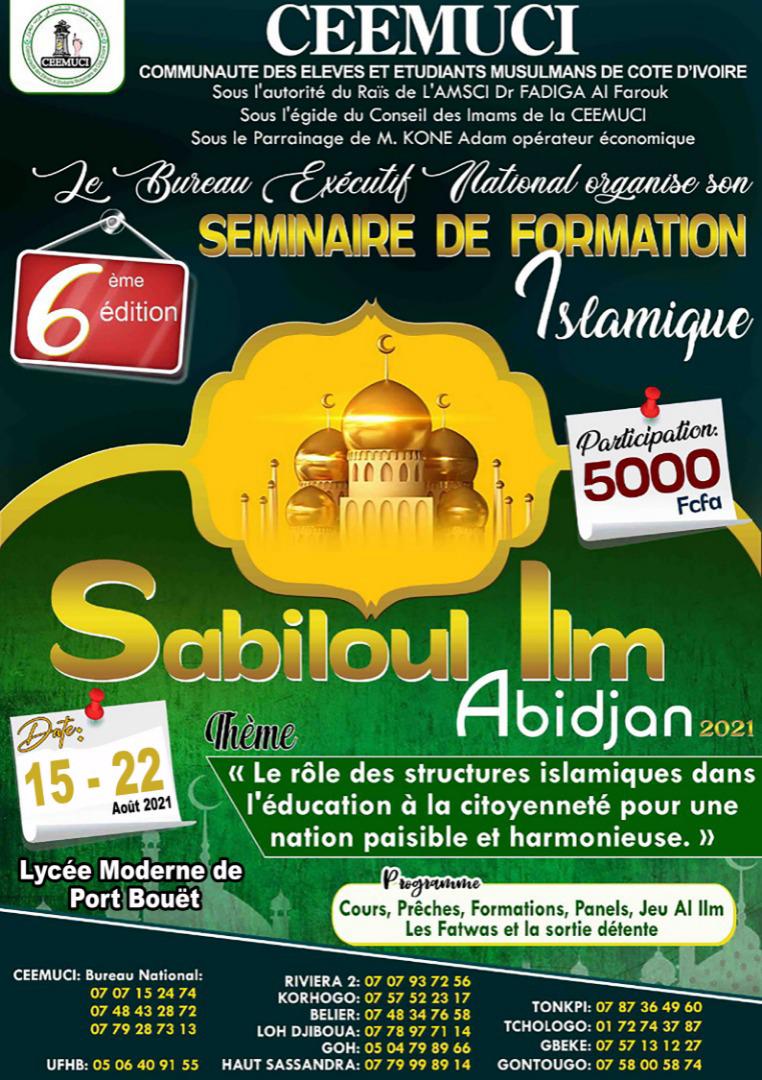 CEEMUCI
CEEMUCI
COMMUNAUTE DES ELEVES ET ETUDIANTS MUSULMANS DE COTE D'IVOIRE
Sous l'autorité du Raïs de L'AMSCI Dr FADIGA Al Farouk
Sous l'égide du Conseil des Imams de la CEEMUCI
Sous le Parrainage de M. KONE Adam opérateur économique
Le Bureau Exécutif National organise son
SEMINAIRE DE FORMATION
Islamique
6 ème
édition
Participation:
5000
Fcfa
Sabiloul Ilm
Abidjan 2021
Date:
15 - 22
Août 2021
Lycée Moderne de
Port Bouët
Thème
« Le rôle des structures islamiques dans
l'éducation à la citoyenneté pour une
nation paisible et harmonieuse. »
Programme
Cours, Prêches, Formations, Panels, Jeu Al Ilm
Les Fatwas et la sortie détente
CEEMUCI: Bureau National:
07 07 15 24 74
07 48 43 28 72
07 79 28 73 13
UFHB: 05 06 40 91 55
RIVIERA 2: 07 07 93 72 56
KORHOGO: 07 57 52 23 17
BELIER: 07 48 34 76 58
LOH DJIBOUA: 07 78 97 71 14
GOH: 05 04 79 89 66
HAUT SASSANDRA: 07 79 99 89 14
TONKPI: 07 87 36 49 60
TCHOLOGO: 01 72 74 37 87
GBEKE: 07 57 13 12 27
GONTOUGO: 07 58 00 58 74